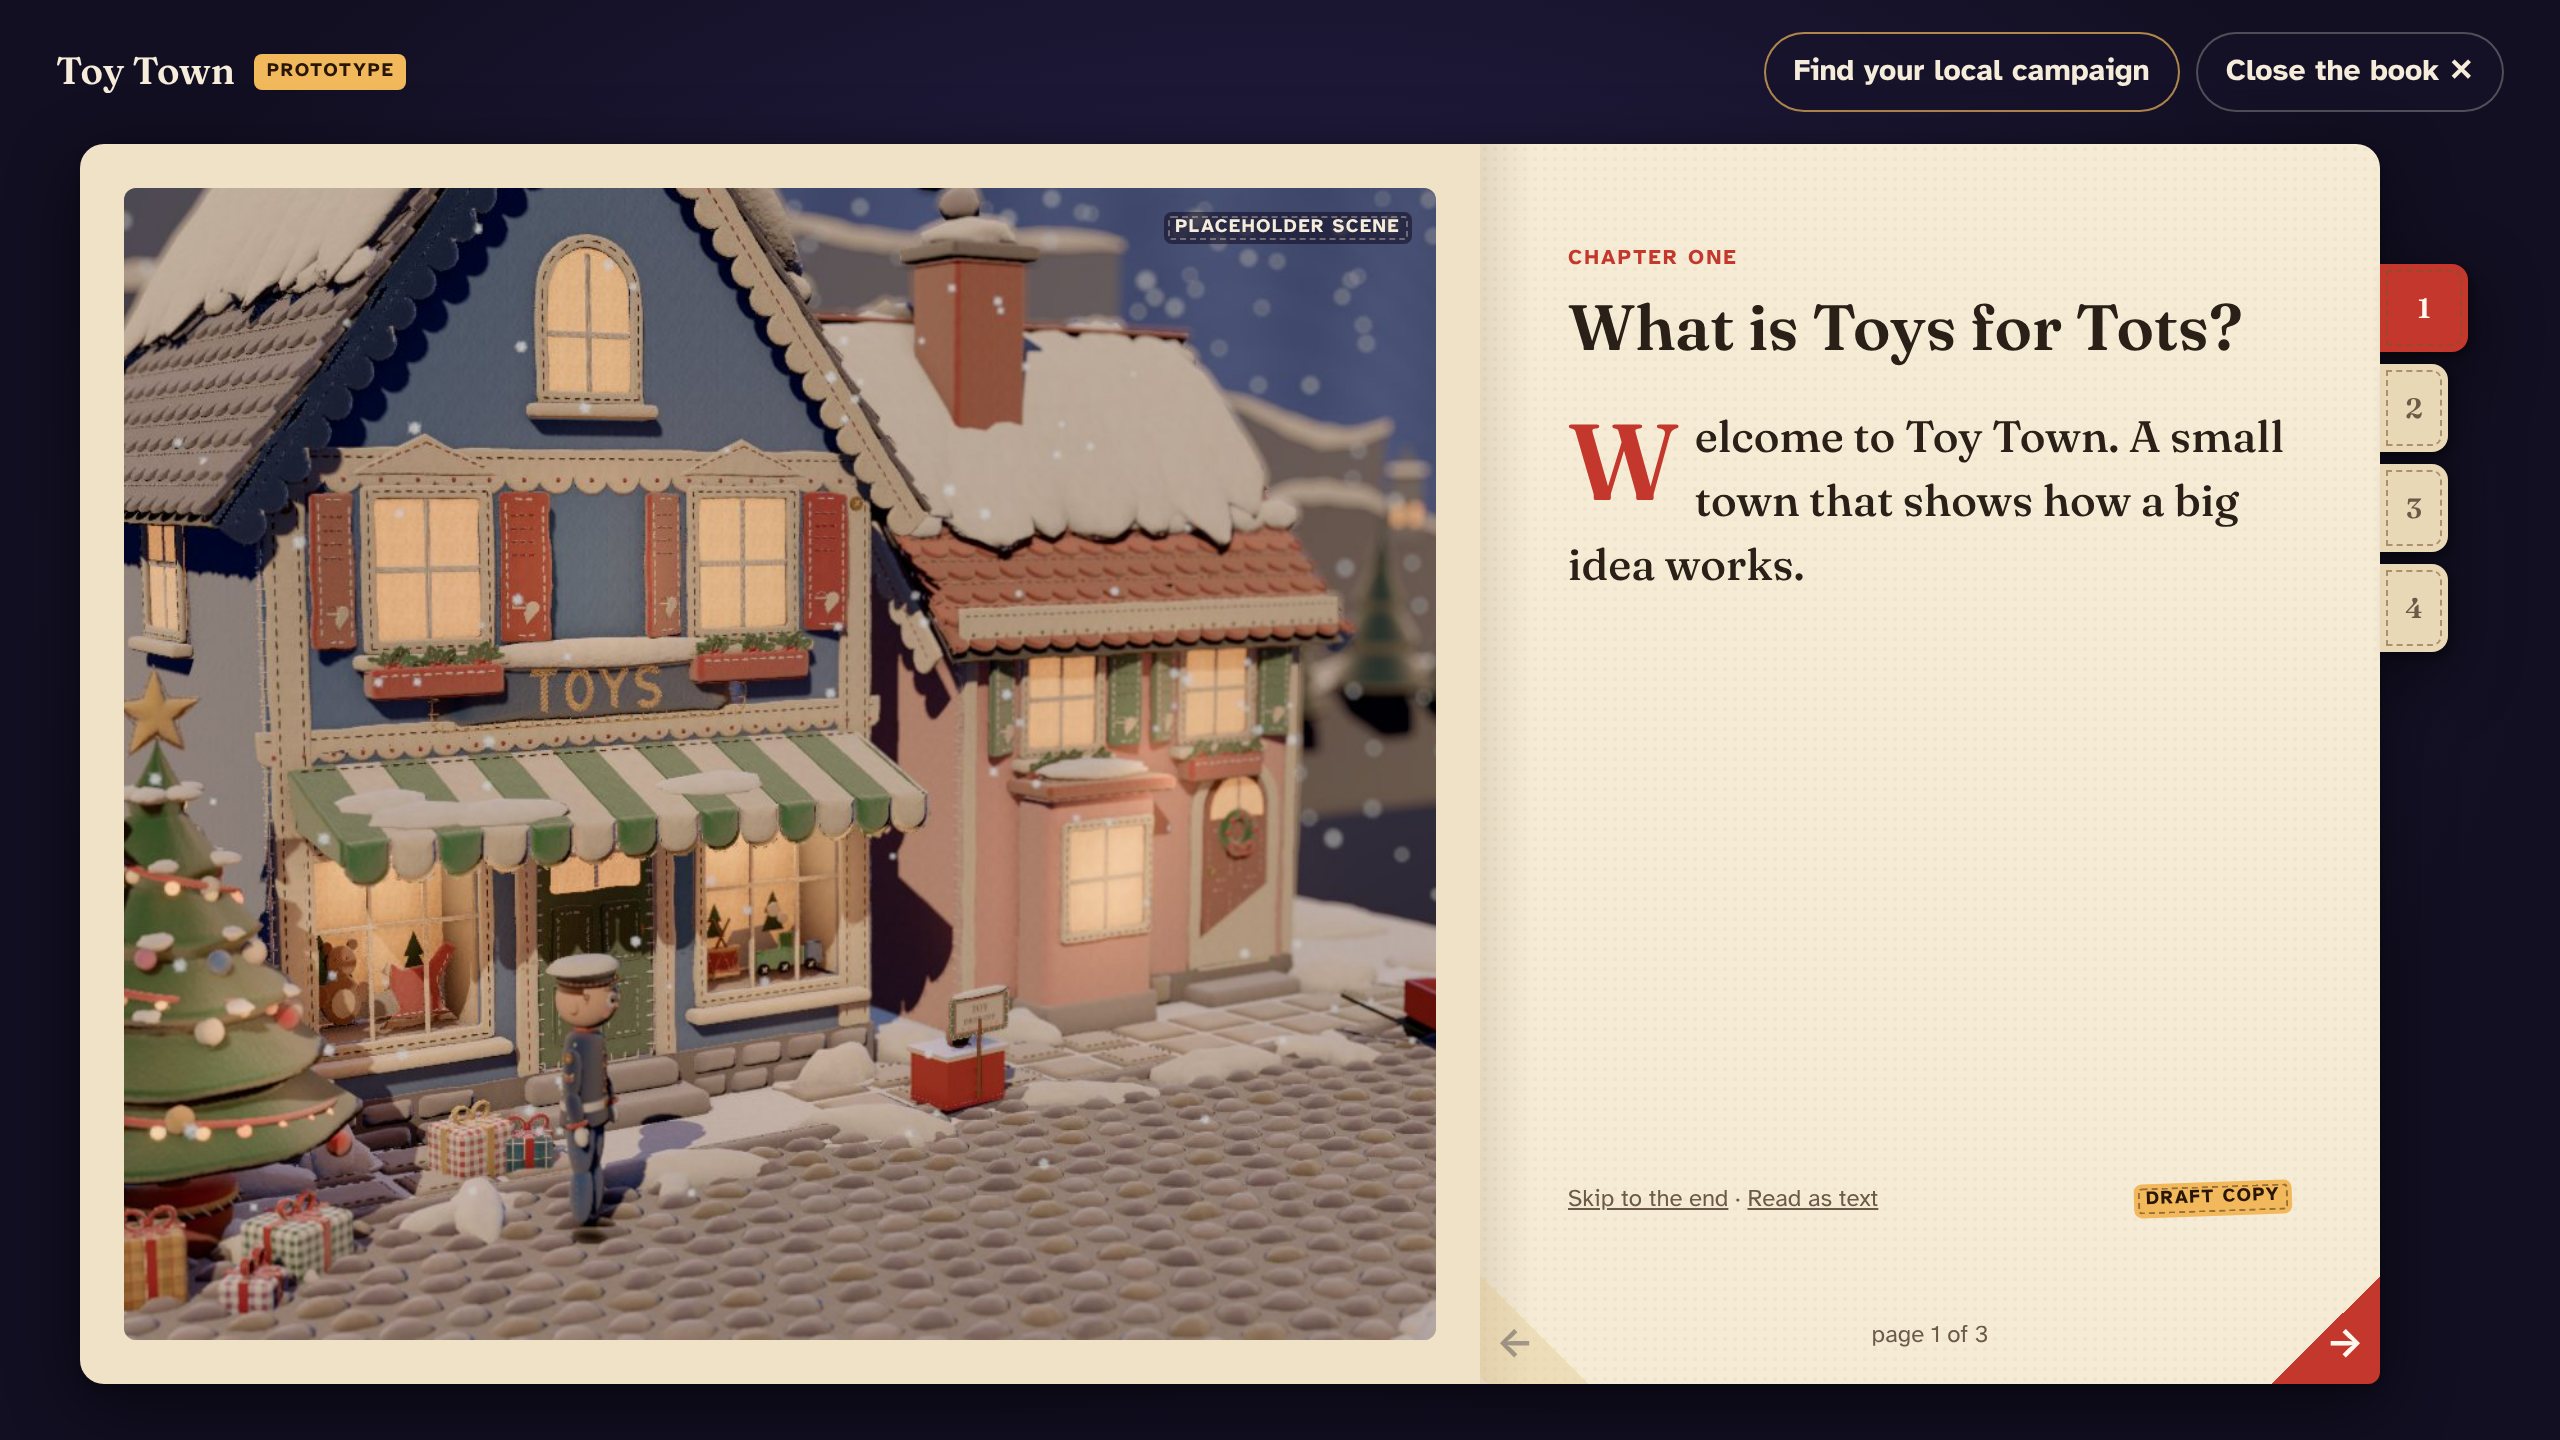 Toy Town
PROTOTYPE
Find your local campaign
Close the book ✕
PLACEHOLDER SCENE
TOYS
CHAPTER ONE
What is Toys for Tots?
Welcome to Toy Town. A small
town that shows how a big
idea works.
1
2
3
4
Skip to the end · Read as text
DRAFT COPY
←
page 1 of 3
→